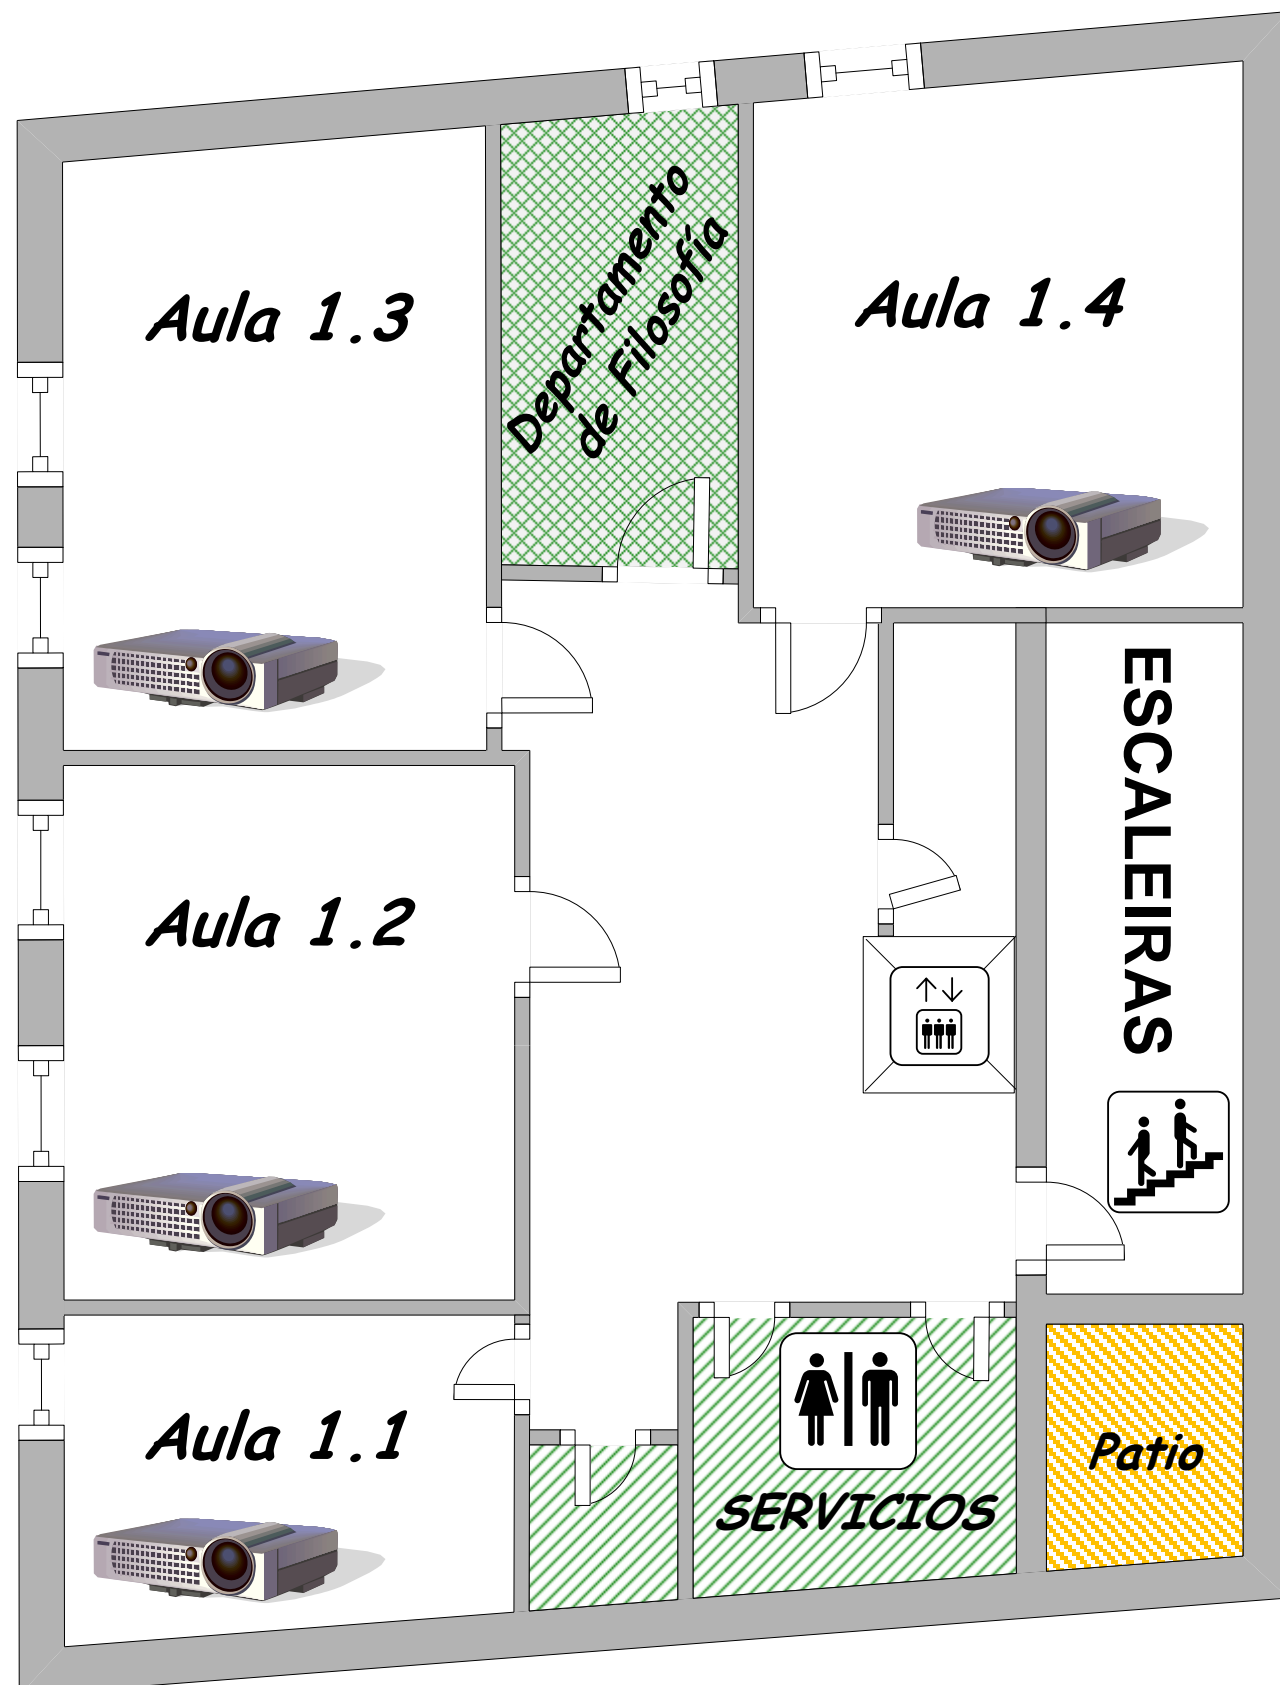 Departamento
de Filosofía
Aula 1.3
Aula 1.4
ESCALEIRAS
Aula 1.2
Aula 1.1
Patio
SERVICIOS